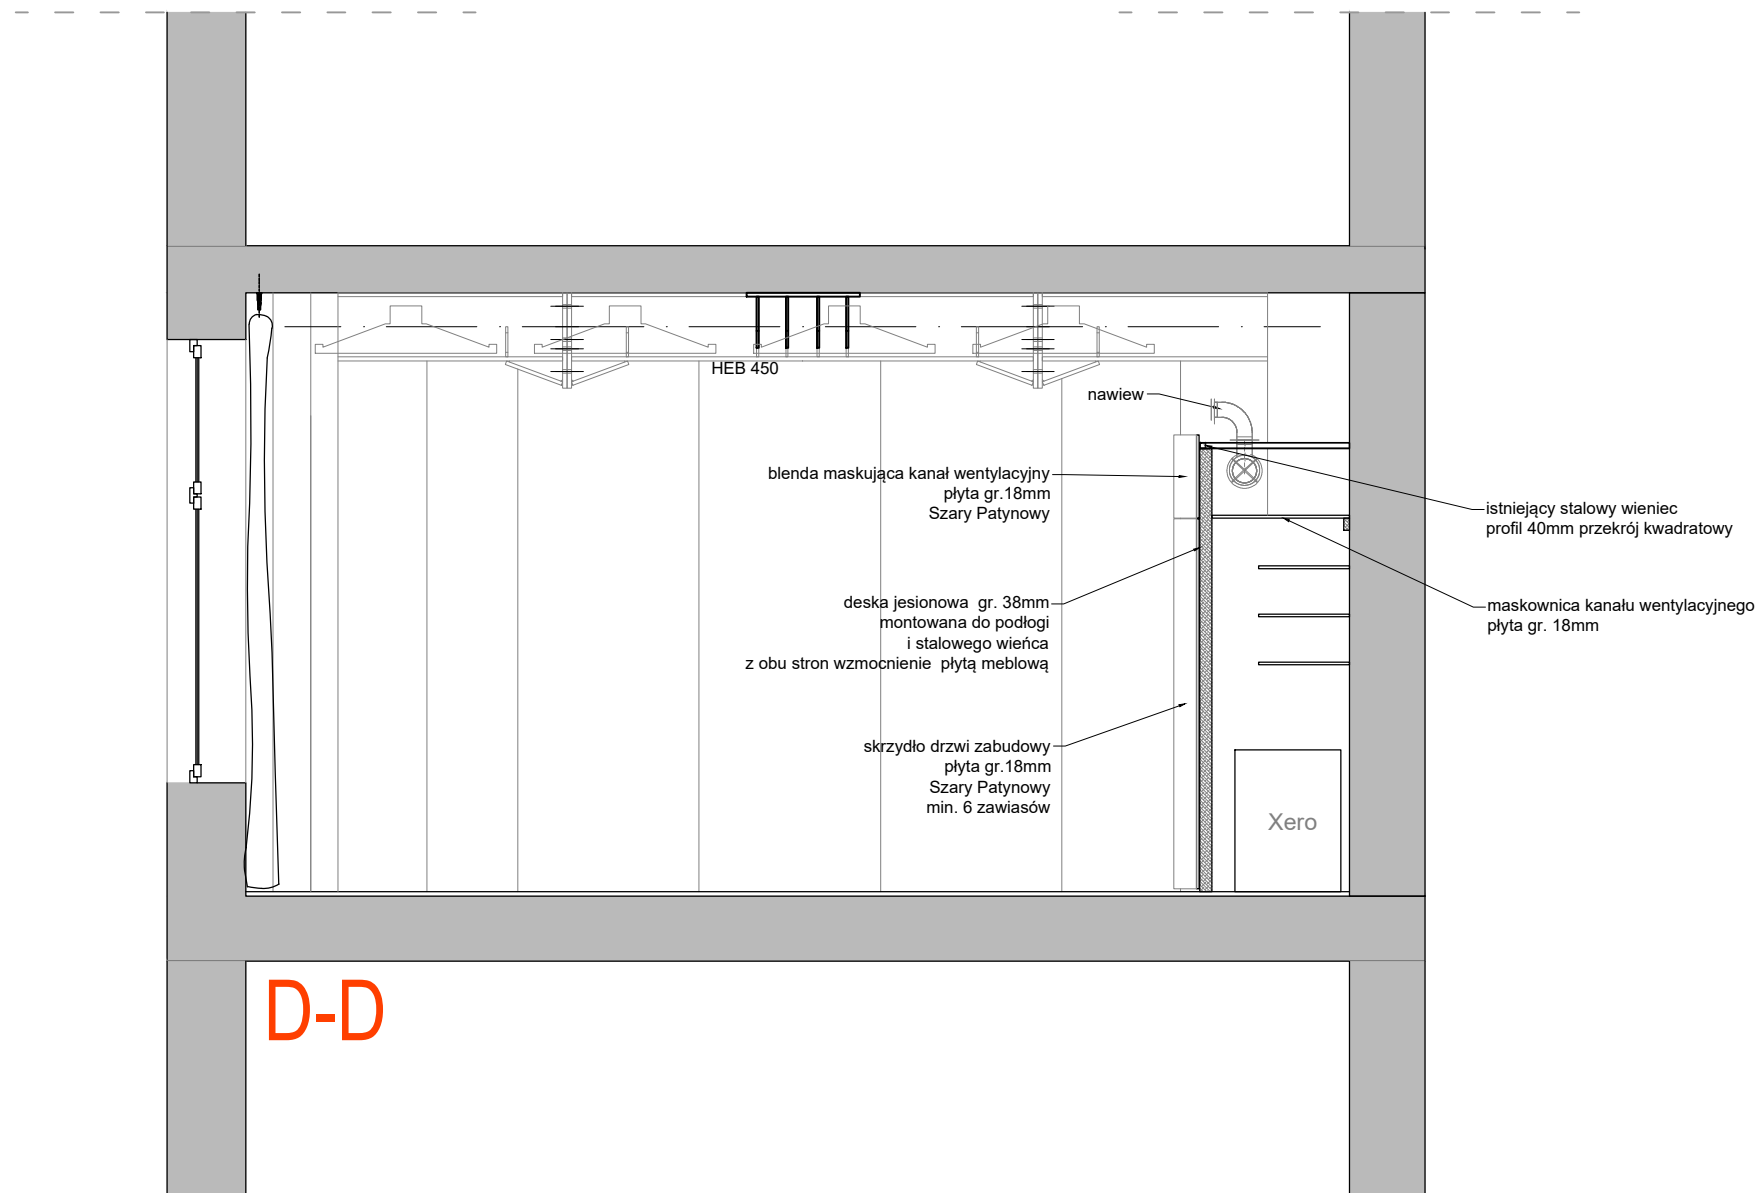 HEB 450
nawiew
blenda maskująca kanał wentylacyjny
płyta gr.18mm
Szary Patynowy
istniejący stalowy wieniec
profil 40mm przekrój kwadratowy
deska jesionowa gr. 38mm
montowana do podłogi
i stalowego wieńca
z obu stron wzmocnienie płytą meblową
maskownica kanału wentylacyjnego
płyta gr. 18mm
skrzydło drzwi zabudowy
płyta gr.18mm
Szary Patynowy
min. 6 zawiasów
Xero
D-D